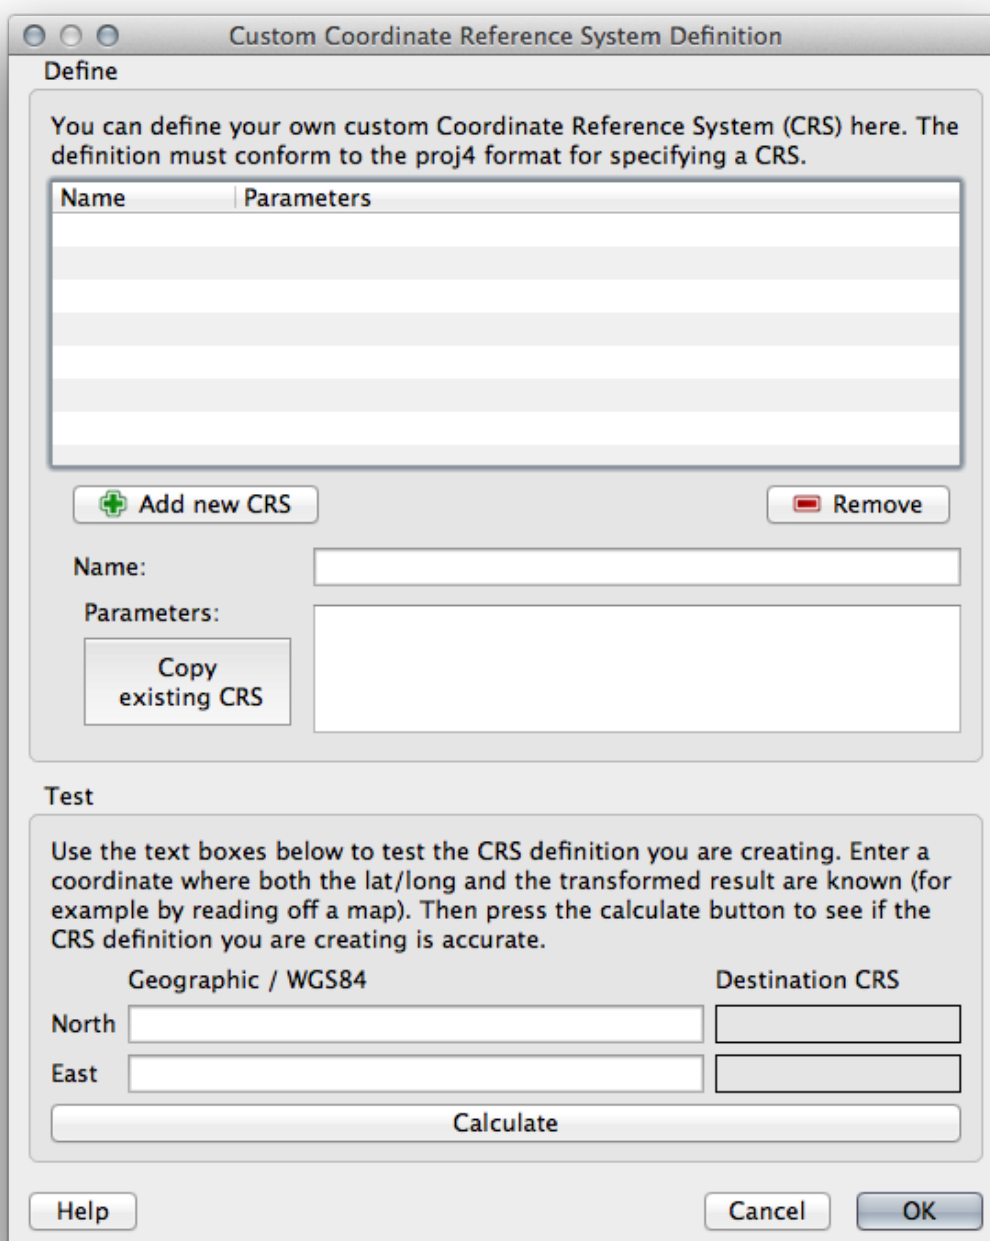 Custom Coordinate Reference System Definition
Define
You can define your own custom Coordinate Reference System (CRS) here. The
definition must conform to the proj4 format for specifying a CRS.
Name Parameters
Add new CRS Remove
Name:
Parameters:
Copy
existing CRS
Test
Use the text boxes below to test the CRS definition you are creating. Enter a
coordinate where both the lat/long and the transformed result are known (for
example by reading off a map). Then press the calculate button to see if the
CRS definition you are creating is accurate.
Geographic / WGS84 Destination CRS
North
East
Calculate
Help Cancel OK